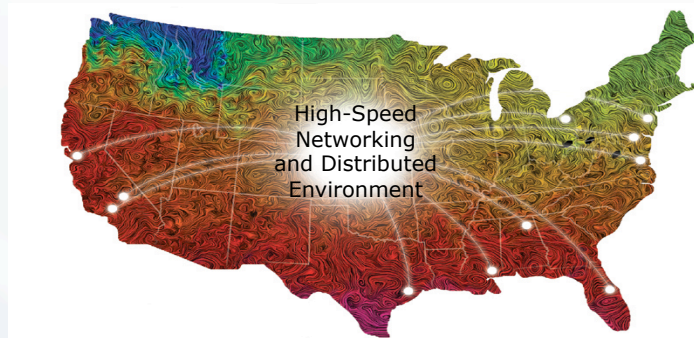 High-Speed
Networking
and Distributed
Environment